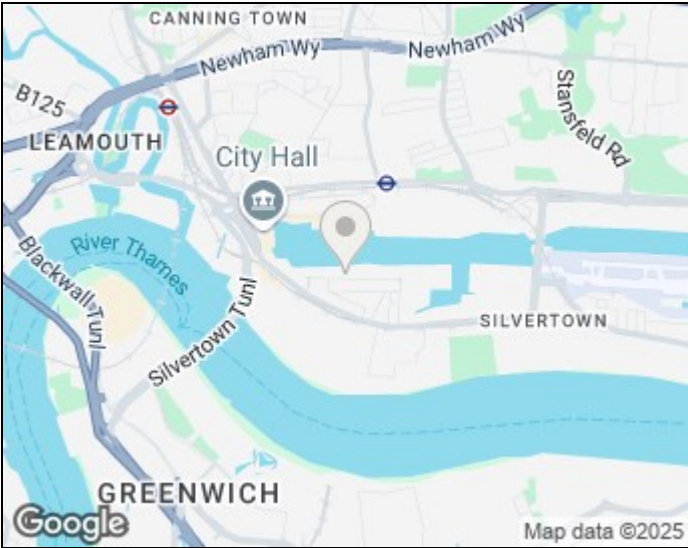 CANNING TOWN
Newham Wy
Newham Wy
B125
Stansfeld Rd
LEAMOUTH
City Hall
River Thames
Blackwall Tunl
Silvertown Tunl
SILVERTOWN
GREENWICH
Google
Map data ©2025